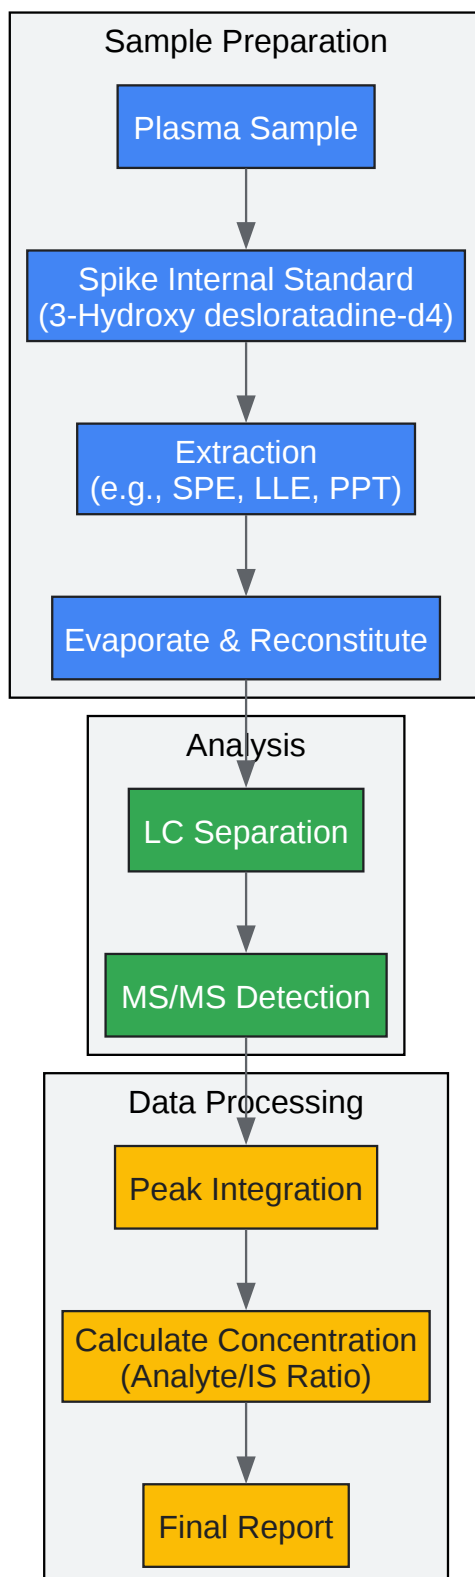 Sample Preparation
Plasma Sample
Spike Internal Standard
(3-Hydroxy desloratadine-d4)
Extraction
(e.g., SPE, LLE, PPT)
Evaporate & Reconstitute
Analysis
LC Separation
MS/MS Detection
Data Processing
Peak Integration
Calculate Concentration
(Analyte/IS Ratio)
Final Report